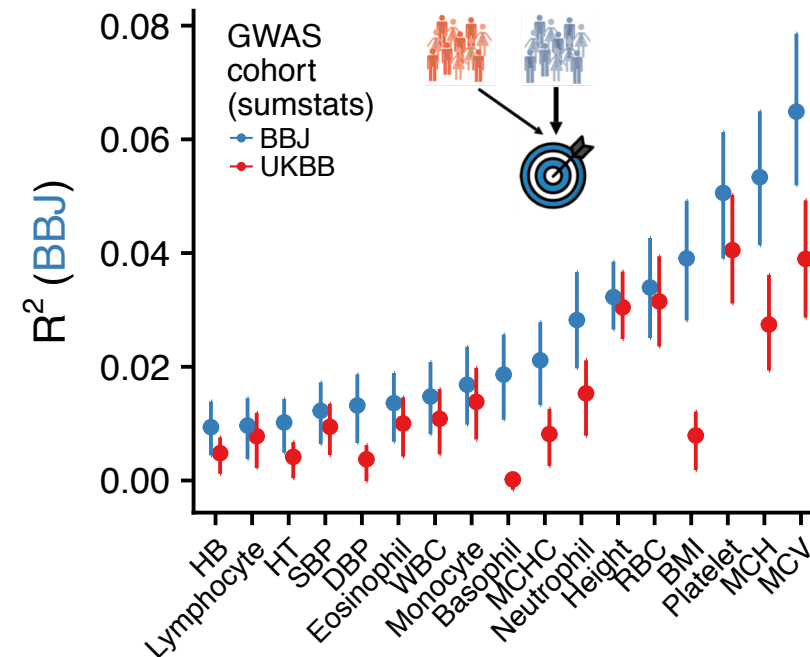 GWAS
cohort
(sumstats)
BBJ
UKBB
R² (BBJ)
0.08
0.06
0.04
0.02
0.00
HB
Lymphocyte
HT
SBP
DBP
Eosinophil
WBC
Monocyte
Basophil
MCHC
Neutrophil
Height
RBC
BMI
Platelet
MCH
MCV